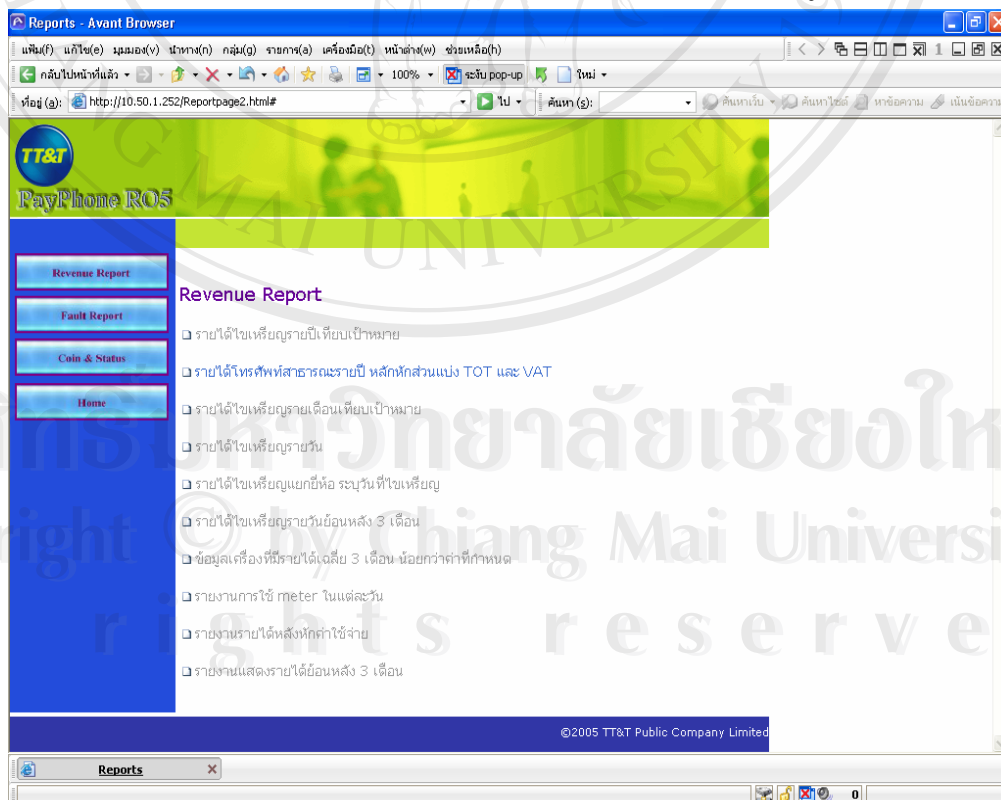 Reports - Avant Browser
แฟ้ม(f) แก้ไข(e) มุมมอง(v) นำทาง(n) กลุ่ม(g) รายการ(a) เครื่องมือ(t) หน้าต่าง(w) ช่วยเหลือ(h) 1
กลับไปหน้าที่แล้ว 100% ระงับ pop-up ใหม่
ที่อยู่ (a): http://10.50.1.252/Reportpage2.html# ไป ค้นหา (s): ค้นหาเว็บ ค้นหาไซต์ หาข้อความ เน้นข้อความ
TT&T
PayPhone RO5
MAI UNIVERSITY
Revenue Report
Fault Report
Coin & Status
Home
Revenue Report
รายได้ไขเหรียญรายปีเทียบเป้าหมาย
รายได้โทรศัพท์สาธารณะรายปี หลักหักส่วนแบ่ง TOT และ VAT
รายได้ไขเหรียญรายเดือนเทียบเป้าหมาย
รายได้ไขเหรียญรายวัน
รายได้ไขเหรียญแยกยี่ห้อ ระบุวันที่ไขเหรียญ
รายได้ไขเหรียญรายวันย้อนหลัง 3 เดือน
ข้อมูลเครื่องที่มีรายได้เฉลี่ย 3 เดือน น้อยกว่าค่าที่กำหนด
รายงานการใช้ meter ในแต่ละวัน
รายงานรายได้หลังหักค่าใช้จ่าย
รายงานแสดงรายได้ย้อนหลัง 3 เดือน
©2005 TT&T Public Company Limited
Reports
0
right © by Chiang Mai Universi
rights reserve